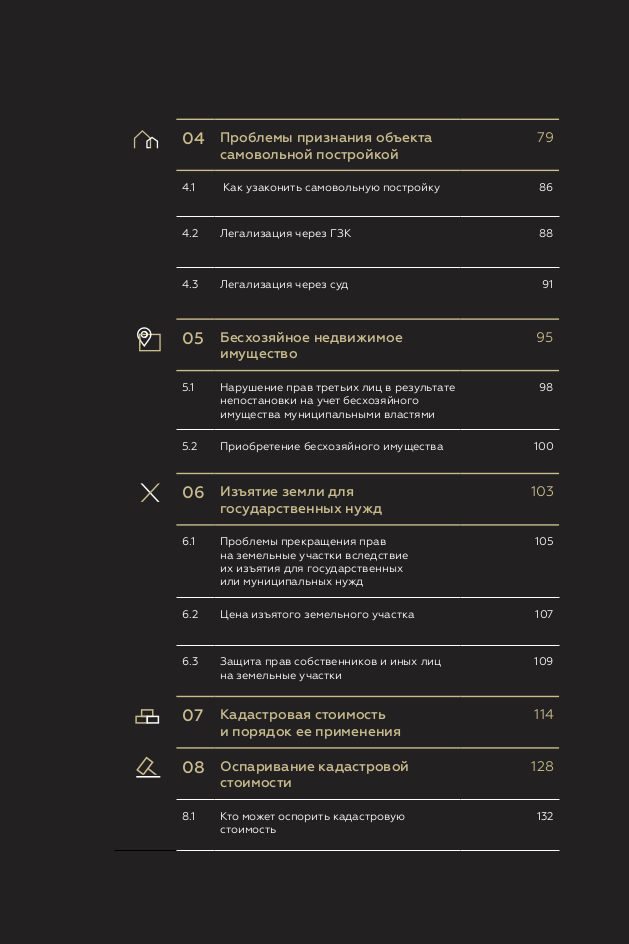 04 Проблемы признания объекта 79
самовольной постройкой
4.1 Как узаконить самовольную постройку 86
4.2 Легализация через ГЗК 88
4.3 Легализация через суд 91
05 Бесхозяйное недвижимое 95
имущество
5.1 Нарушение прав третьих лиц в результате 98
непостановки на учет бесхозяйного
имущества муниципальными властями
5.2 Приобретение бесхозяйного имущества 100
06 Изъятие земли для 103
государственных нужд
6.1 Проблемы прекращения прав 105
на земельные участки вследствие
их изъятия для государственных
или муниципальных нужд
6.2 Цена изъятого земельного участка 107
6.3 Защита прав собственников и иных лиц 109
на земельные участки
07 Кадастровая стоимость 114
и порядок ее применения
08 Оспаривание кадастровой 128
стоимости
8.1 Кто может оспорить кадастровую 132
стоимость